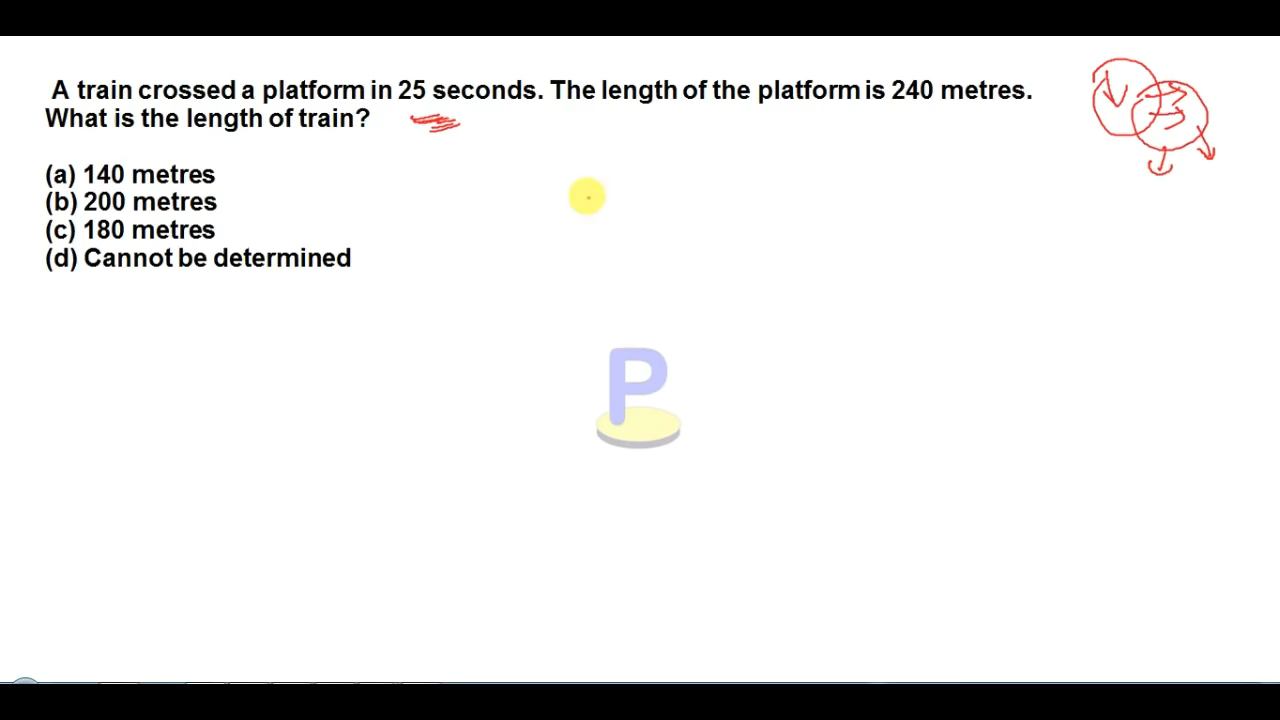 A train crossed a platform in 25 seconds. The length of the platform is 240 metres.
What is the length of train?
(a) 140 metres
(b) 200 metres
(c) 180 metres
(d) Cannot be determined
P